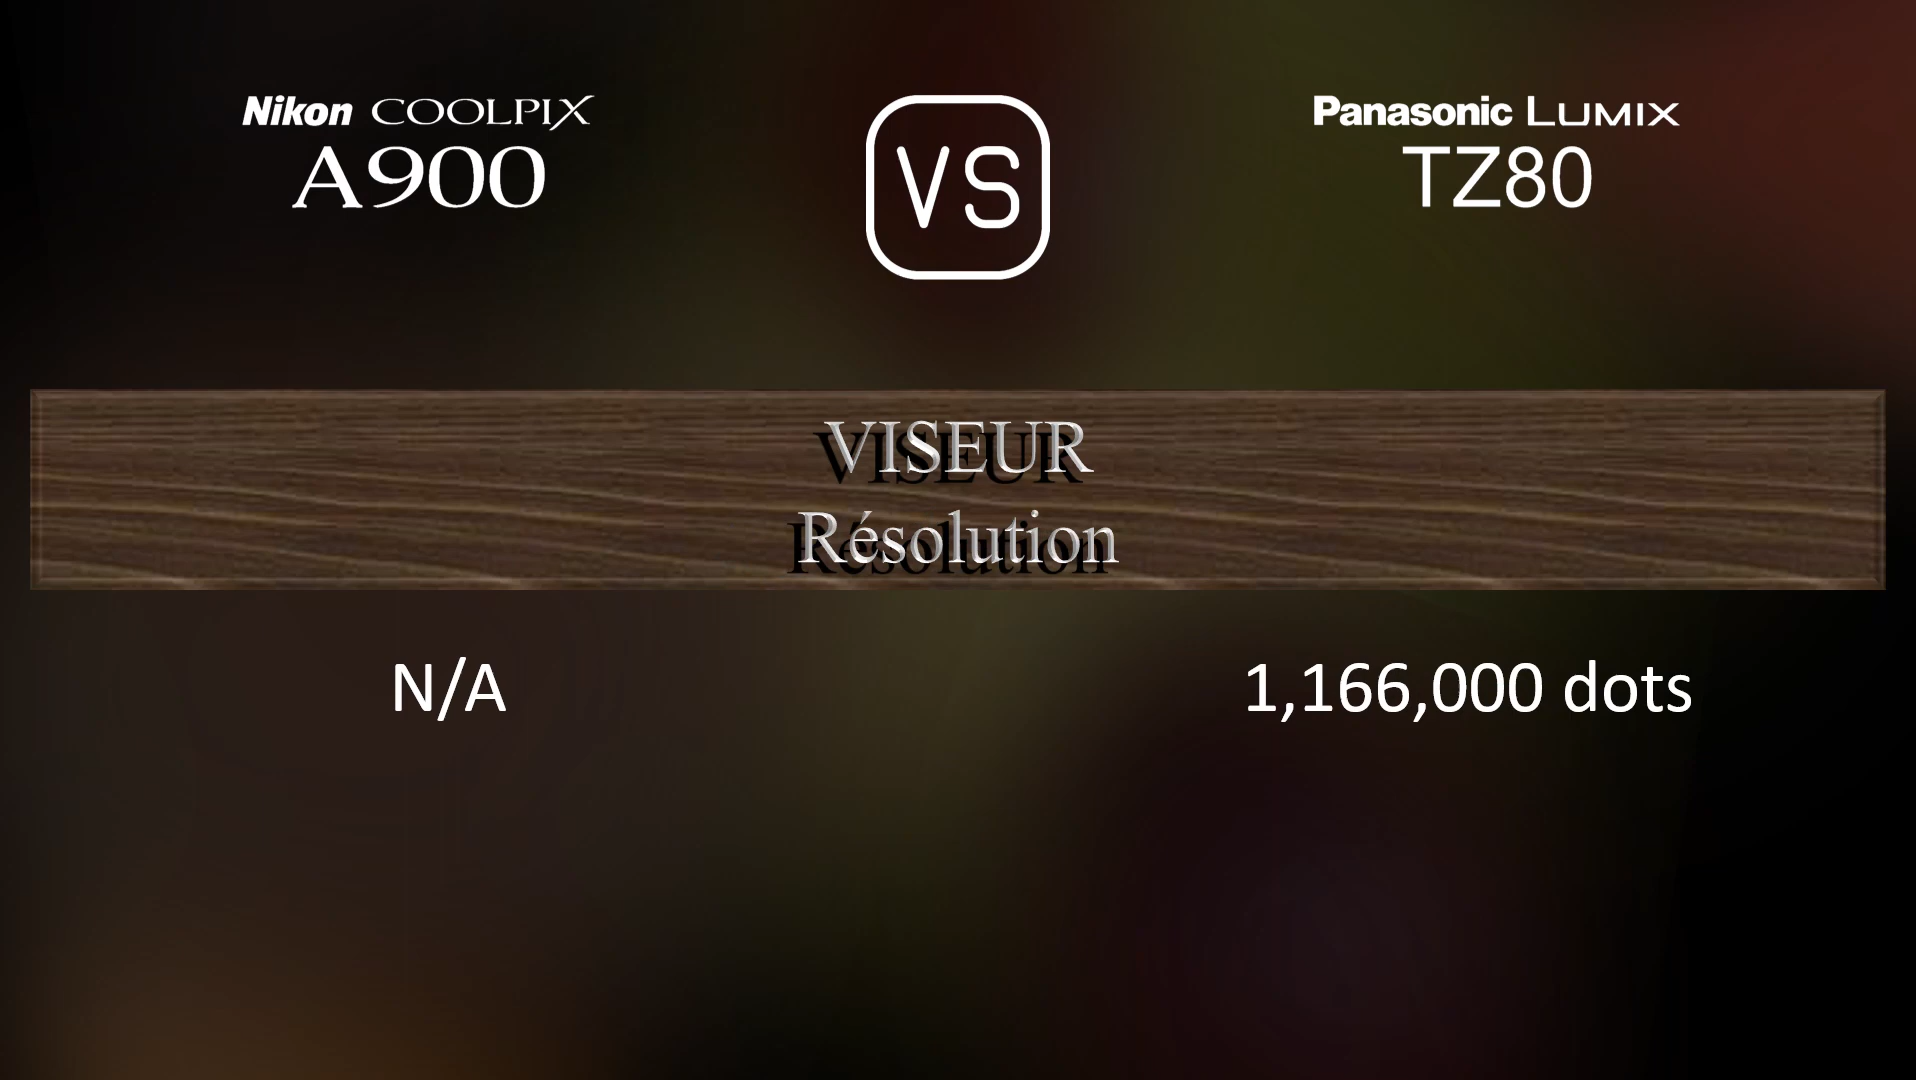 Nikon COOLPIX
A900
VS
Panasonic LUMIX
TZ80
VISEUR
Résolution
N/A
1,166,000 dots